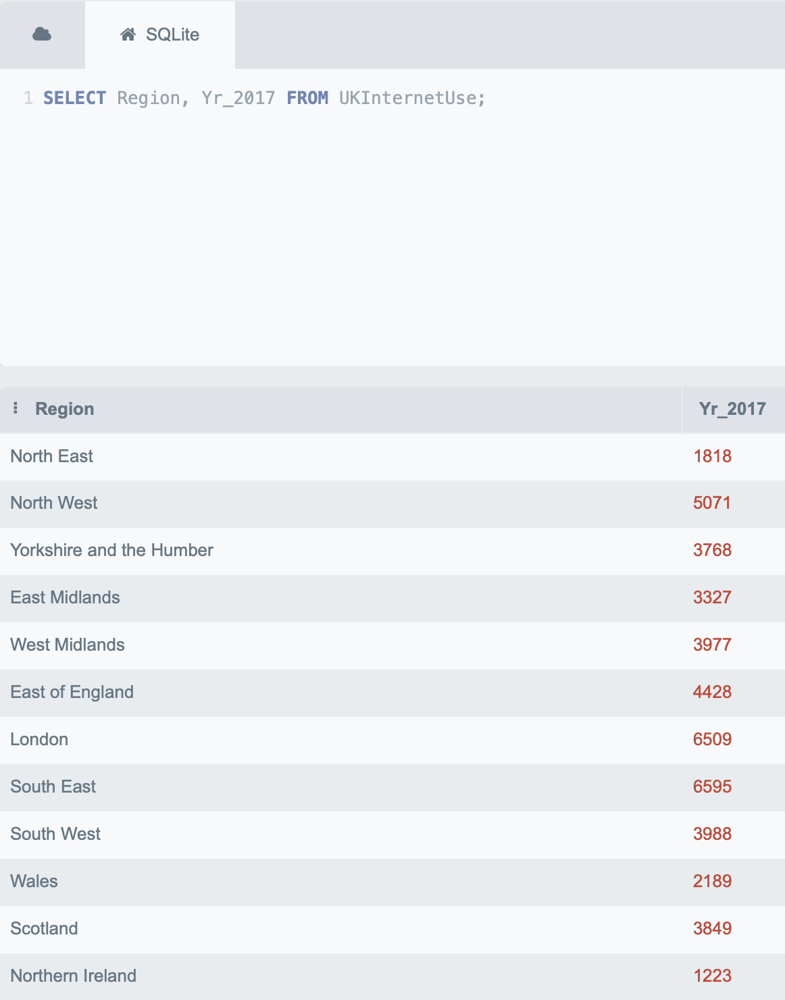 SQLite
1 SELECT Region, Yr_2017 FROM UKInternetUse;
Region Yr_2017
North East 1818
North West 5071
Yorkshire and the Humber 3768
East Midlands 3327
West Midlands 3977
East of England 4428
London 6509
South East 6595
South West 3988
Wales 2189
Scotland 3849
Northern Ireland 1223